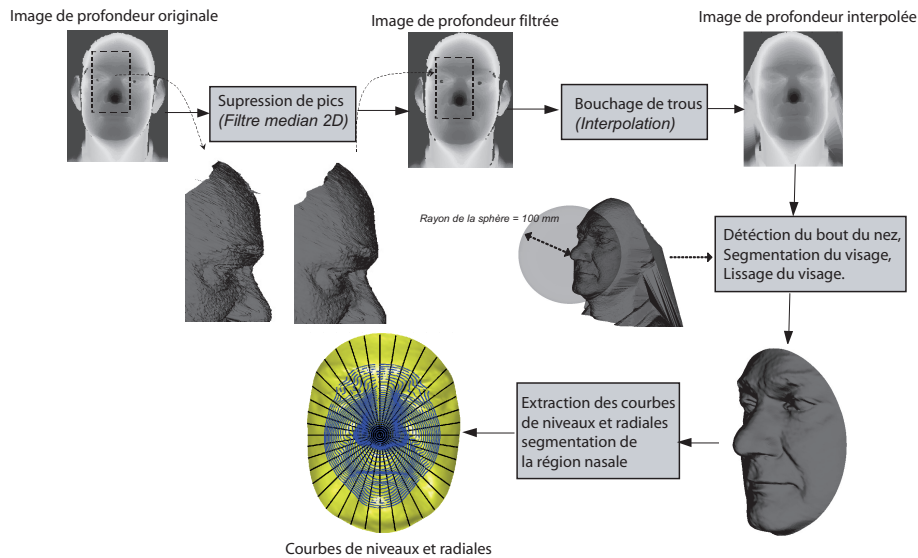 Image de profondeur originale
Image de profondeur filtrée
Image de profondeur interpolée
Supression de pics
(Filtre median 2D)
Bouchage de trous
(Interpolation)
Rayon de la sphère = 100 mm
Détéction du bout du nez,
Segmentation du visage,
Lissage du visage.
Extraction des courbes
de niveaux et radiales
segmentation de
la région nasale
Courbes de niveaux et radiales